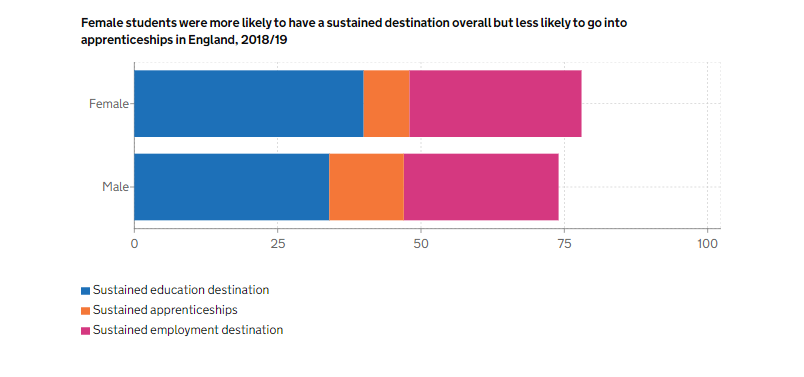 Female students were more likely to have a sustained destination overall but less likely to go into
apprenticeships in England, 2018/19
Female
Male
0 25 50 75 100
Sustained education destination
Sustained apprenticeships
Sustained employment destination